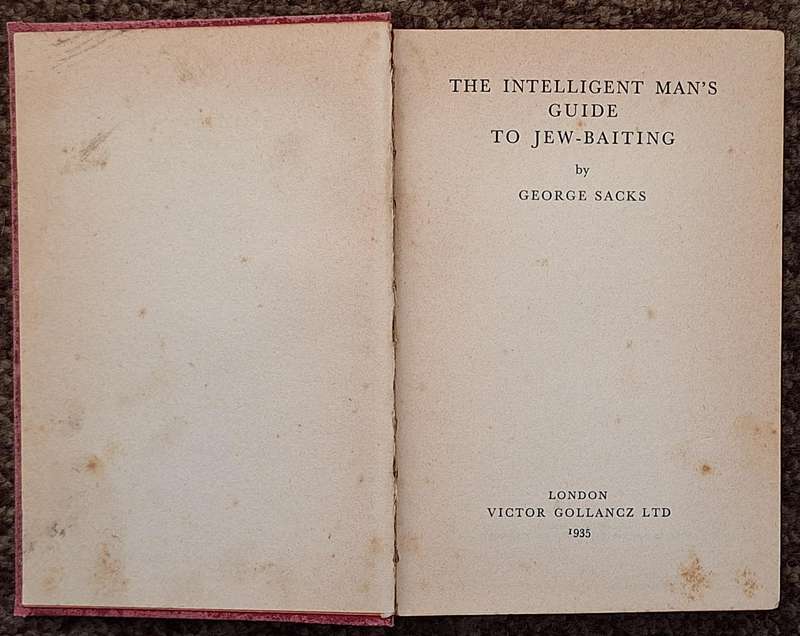 THE INTELLIGENT MAN'S
GUIDE
TO JEW-BAITING
by
GEORGE SACKS
LONDON
VICTOR GOLLANCZ LTD
1935